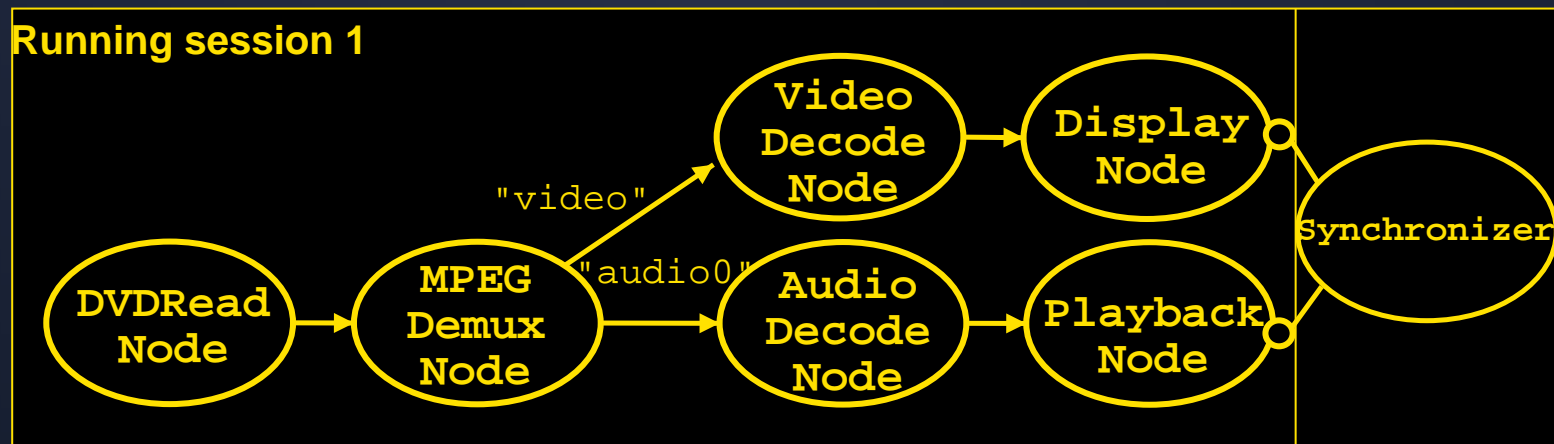 Running session 1
Video
Decode
Node
Display
Node
"video"
DVDRead
Node
MPEG
Demux
Node
"audio0"
Audio
Decode
Node
Playback
Node
Synchronizer